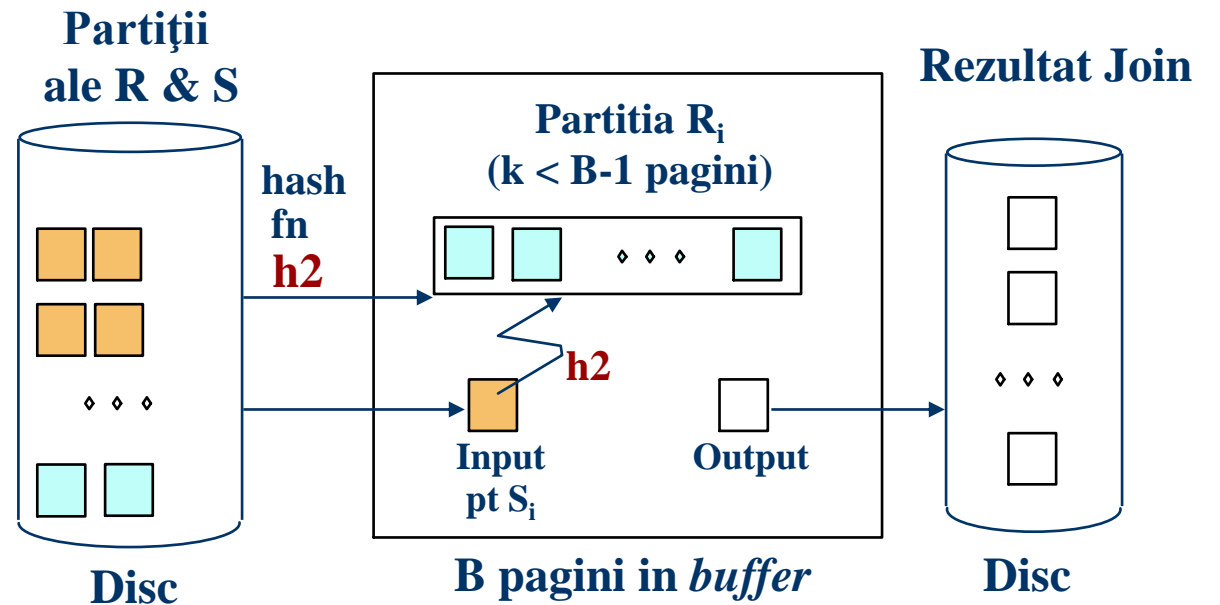 Partiţii
ale R & S
hash
fn
h2
Partitia Ri
(k < B-1 pagini)
h2
Input
pt Si
Output
Rezultat Join
Disc
B pagini in buffer
Disc